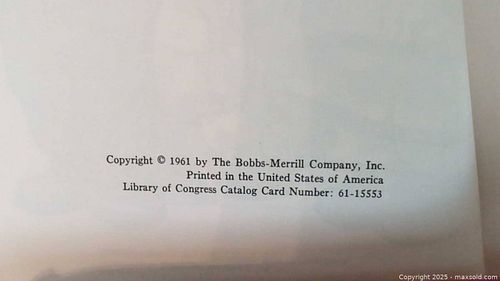 Copyright © 1961 by The Bobbs-Merrill Company, Inc.
Printed in the United States of America
Library of Congress Catalog Card Number: 61-15553
Copyright 2025 - maxsold.com